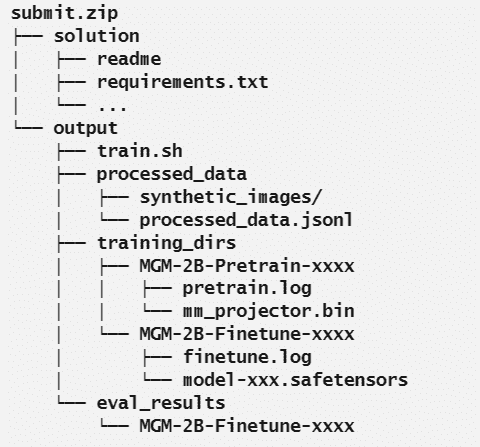 submit.zip
├── solution
│   ├── readme
│   ├── requirements.txt
│   └── ...
└── output
    ├── train.sh
    ├── processed_data
    │   ├── synthetic_images/
    │   └── processed_data.jsonl
    ├── training_dirs
    │   ├── MGM-2B-Pretrain-xxxx
    │   │   ├── pretrain.log
    │   │   └── mm_projector.bin
    │   └── MGM-2B-Finetune-xxxx
    │       ├── finetune.log
    │       └── model-xxx.safetensors
    └── eval_results
        └── MGM-2B-Finetune-xxxx